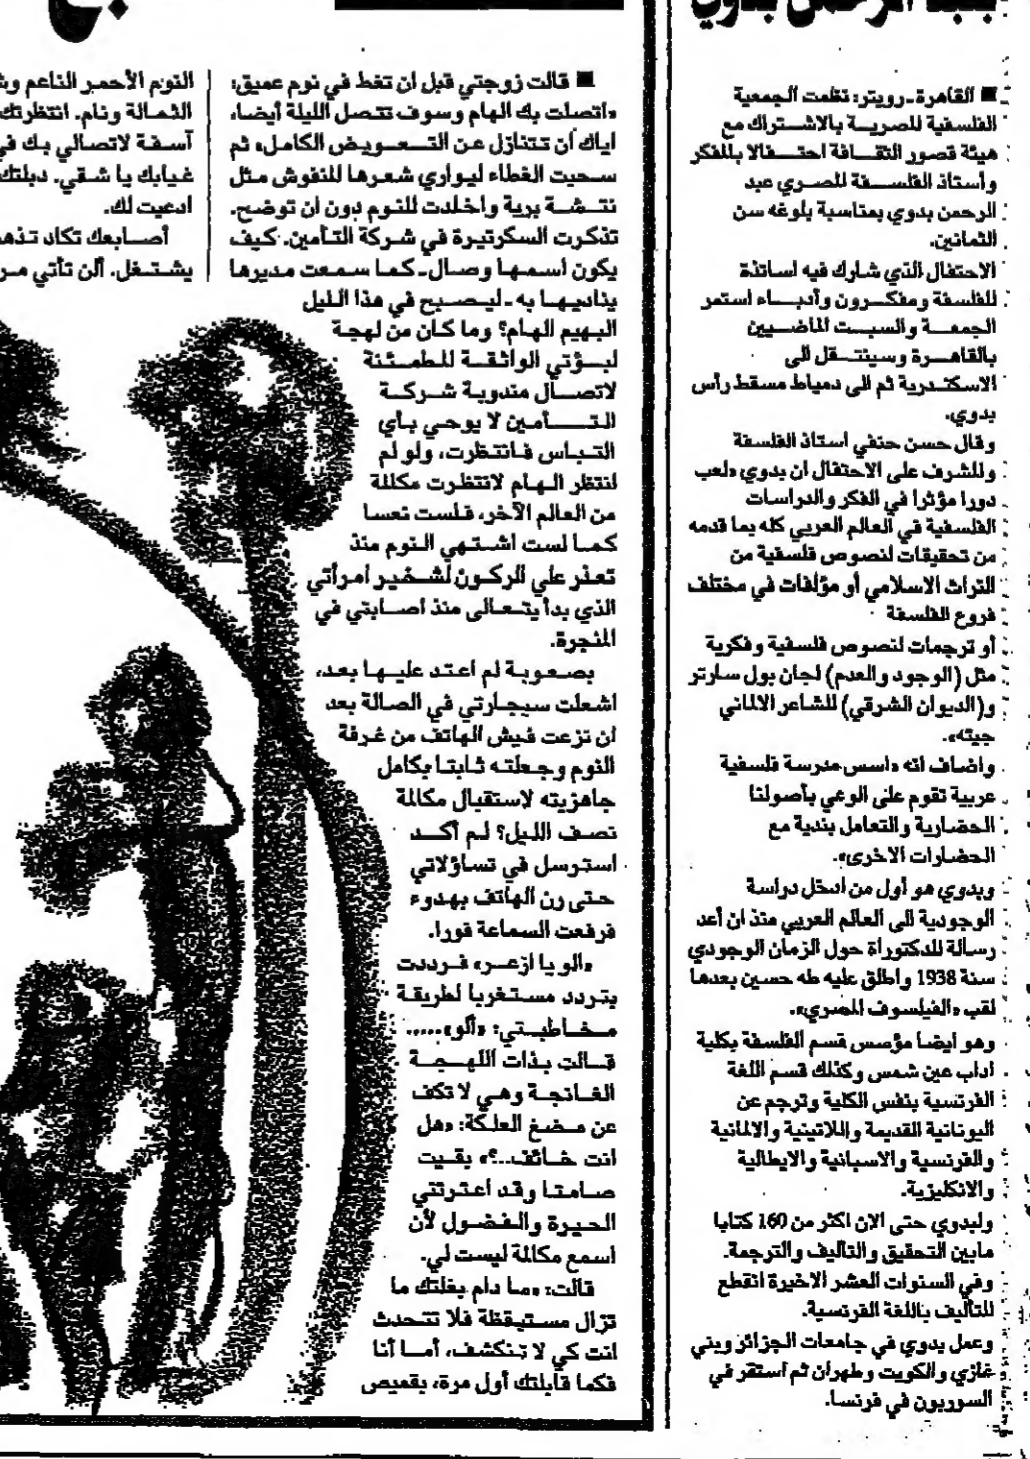 بعبد الرحمن بدوي
■ القاهرة ـ رويتر: نظمت الجمعية
الفلسفية المصرية بالاشتراك مع
هيئة قصور الثقافة احتفالا بالمفكر
وأستاذ الفلسفة المصري عبد
الرحمن بدوي بمناسبة بلوغه سن
الثمانين.
الاحتفال الذي شارك فيه اساتذة
للفلسفة ومفكرون وأدباء استمر
الجمعة والسبت الماضيين
بالقاهرة وسينتقل الى
الاسكندرية ثم الى دمياط مسقط رأس
بدوي.
وقال حسن حنفي استاذ الفلسفة
والمشرف على الاحتفال ان بدوي «لعب
دورا مؤثرا في الفكر والدراسات
الفلسفية في العالم العربي كله بما قدمه
من تحقيقات لنصوص فلسفية من
التراث الاسلامي أو مؤلفات في مختلف
فروع الفلسفة
أو ترجمات لنصوص فلسفية وفكرية
مثل (الوجود والعدم) لجان بول سارتر
و(الديوان الشرقي) للشاعر الالماني
جيته».
واضاف انه «اسس مدرسة فلسفية
عربية تقوم على الوعي بأصولنا
الحضارية والتعامل بندية مع
الحضارات الاخرى».
وبدوي هو أول من ادخل دراسة
الوجودية الى العالم العربي منذ ان أعد
رسالة للدكتوراة حول الزمان الوجودي
سنة 1938 واطلق عليه طه حسين بعدها
لقب «الفيلسوف المصري».
وهو ايضا مؤسس قسم الفلسفة بكلية
اداب عين شمس وكذلك قسم اللغة
الفرنسية بنفس الكلية وترجم عن
اليونانية القديمة واللاتينية والالمانية
والفرنسية والاسبانية والايطالية
والانكليزية.
ولبدوي حتى الان اكثر من 160 كتابا
مابين التحقيق والتأليف والترجمة.
وفي السنوات العشر الاخيرة انقطع
للتأليف باللغة الفرنسية.
وعمل بدوي في جامعات الجزائر وبني
غازي والكويت وطهران ثم استقر في
السوربون في فرنسا.
■ قالت زوجتي قبل ان تغط في نوم عميق:
«اتصلت بك الهام وسوف تتصل الليلة أيضا،
اياك أن تتنازل عن التعويض الكامل» ثم
سحبت الغطاء ليواري شعرها المنفوش مثل
نتشة برية واخلدت للنوم دون ان توضح.
تذكرت السكرتيرة في شركة التأمين. كيف
يكون اسمها وصال ـ كما سمعت مديرها
يناديها به ـ ليصبح في هذا الليل
البهيم الهام؟ وما كان من لهجة
لبؤتي الواثقة المطمئنة
لاتصال مندوبة شركة
التأمين لا يوحي بأي
التباس فانتظرت، ولو لم
انتظر الهام لانتظرت مكالمة
من العالم الآخر، فلست نعسا
كما لست اشتهي النوم منذ
تعذر علي الركون لشخير امرأتي
الذي بدأ يتعالى منذ اصابتي في
المنجرة.
بصعوبة لم اعتد عليها بعد،
اشعلت سيجارتي في الصالة بعد
ان نزعت فيش الهاتف من غرفة
النوم وجعلته ثابتا بكامل
جاهزيته لاستقبال مكالمة
نصف الليل؟ لم أكد
استرسل في تساؤلاتي
حتى رن الهاتف بهدوء
فرفعت السماعة فورا.
«الو يا ازعر» فرددت
بتردد مستغربا لطريقة
مخاطبتي: «ألو».....
قالت بذات اللهجة
الغانجة وهي لا تكف
عن مضغ العلكة: «هل
انت خائف..؟» بقيت
صامتا وقد اعترتني
الحيرة والفضول لأن
اسمع مكالمة ليست لي.
قالت: «ما دام بغلتك ما
تزال مستيقظة فلا تتحدث
انت كي لا تنكشف، أما أنا
فكما قابلتك أول مرة، بقميص
النوم الأحمر الناعم
الثمالة ونام. انتظرتك
آسفة لاتصالي بك في
غيابك يا شقي. دبلتك
ادعيت لك.
أصابعك تكاد
يشتغل. ألن تأتي